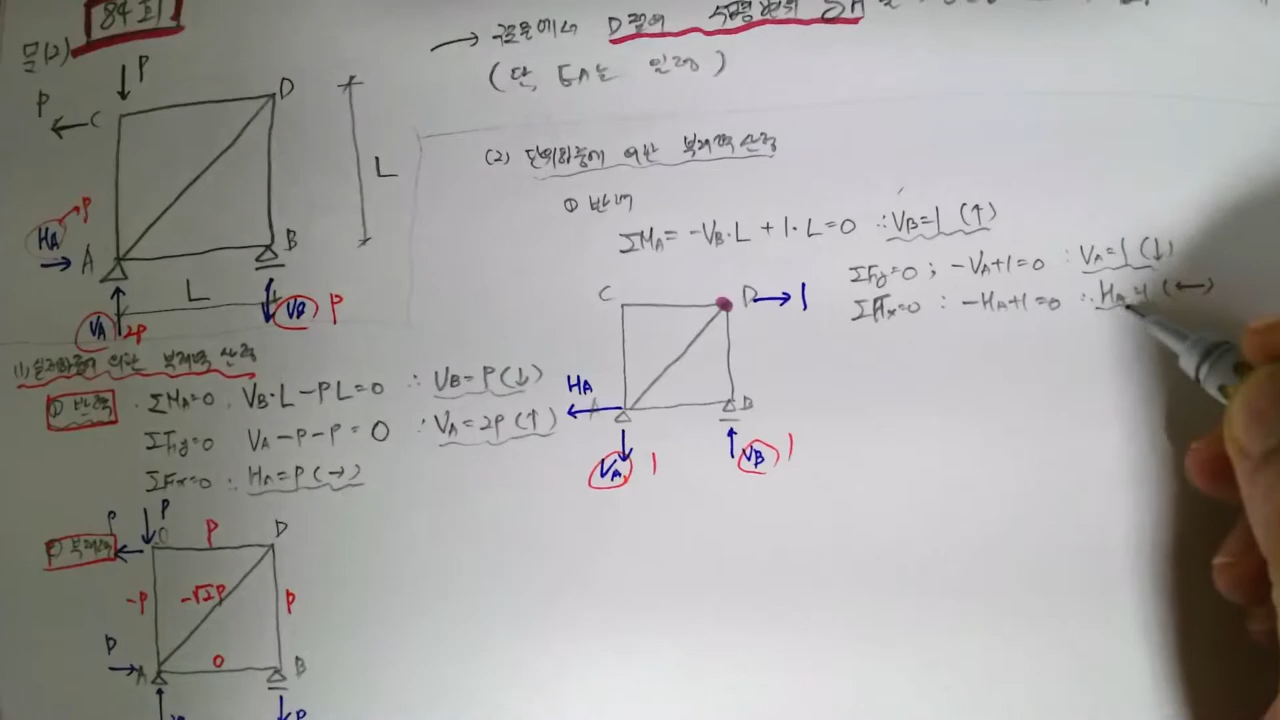 84회
문(2)
→ 구조물에서 D점의 수평변위
(단, EA는 일정)
P
P
C
D
L
HA
P
A
B
L
VA
2P
VB
P
(1) 실제하중에 의한 부재력 산정
① 반력
ΣMA=0 . VB·L-PL=0 ∴ VB=P(↓)
ΣFy=0 VA-P-P=0 ∴ VA=2P(↑)
ΣFx=0 ∴ HA=P(→)
② 부재력
P
P
P
D
-P
-√2P
P
P
A
0
B
P
(2) 단위하중에 의한 부재력 산정
① 반력
ΣMA=-VB·L+1·L=0 ∴ VB=1(↑)
ΣFy=0 ; -VA+1=0 : VA=1(↓)
ΣFx=0 : -HA+1=0 ∴ HA=1(←)
C
D
1
HA
A
B
VA
1
VB
1